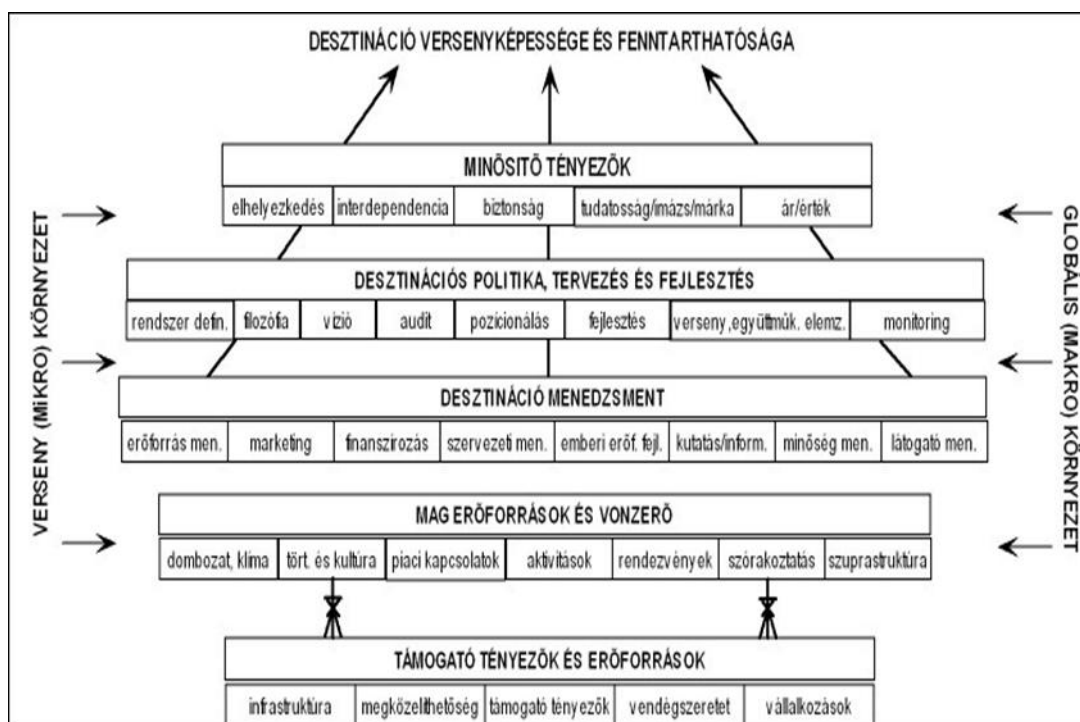 DESZTINÁCIÓ VERSENYKÉPESSÉGE ÉS FENNTARTHATÓSÁGA
MINŐSITŐ TÉNYEZŐK
elhelyezkedés interdependencia biztonság tudatosság/imázs/márka ár/érték
DESZTINÁCIÓS POLITIKA, TERVEZÉS ÉS FEJLESZTÉS
rendszer defin. filozófia vízió audit pozicionálás fejlesztés verseny,együttműk. elemz. monitoring
DESZTINÁCIÓ MENEDZSMENT
erőforrás men. marketing finanszirozás szervezeti men. emberi erőf. fejl. kutatás/inform. minőség men. látogató men.
MAG ERŐFORRÁSOK ÉS VONZERŐ
dombozat, klíma tört. és kultúra piaci kapcsolatok aktivitások rendezvények szórakoztatás szuprastruktúra
TÁMOGATÓ TÉNYEZŐK ÉS ERŐFORRÁSOK
infrastruktúra megközelíthetőség támogató tényezők vendégszeretet vállalkozások
VERSENY (MiKRO) KÖRNYEZET
GLOBÁLIS (MAKRO) KÖRNYEZET